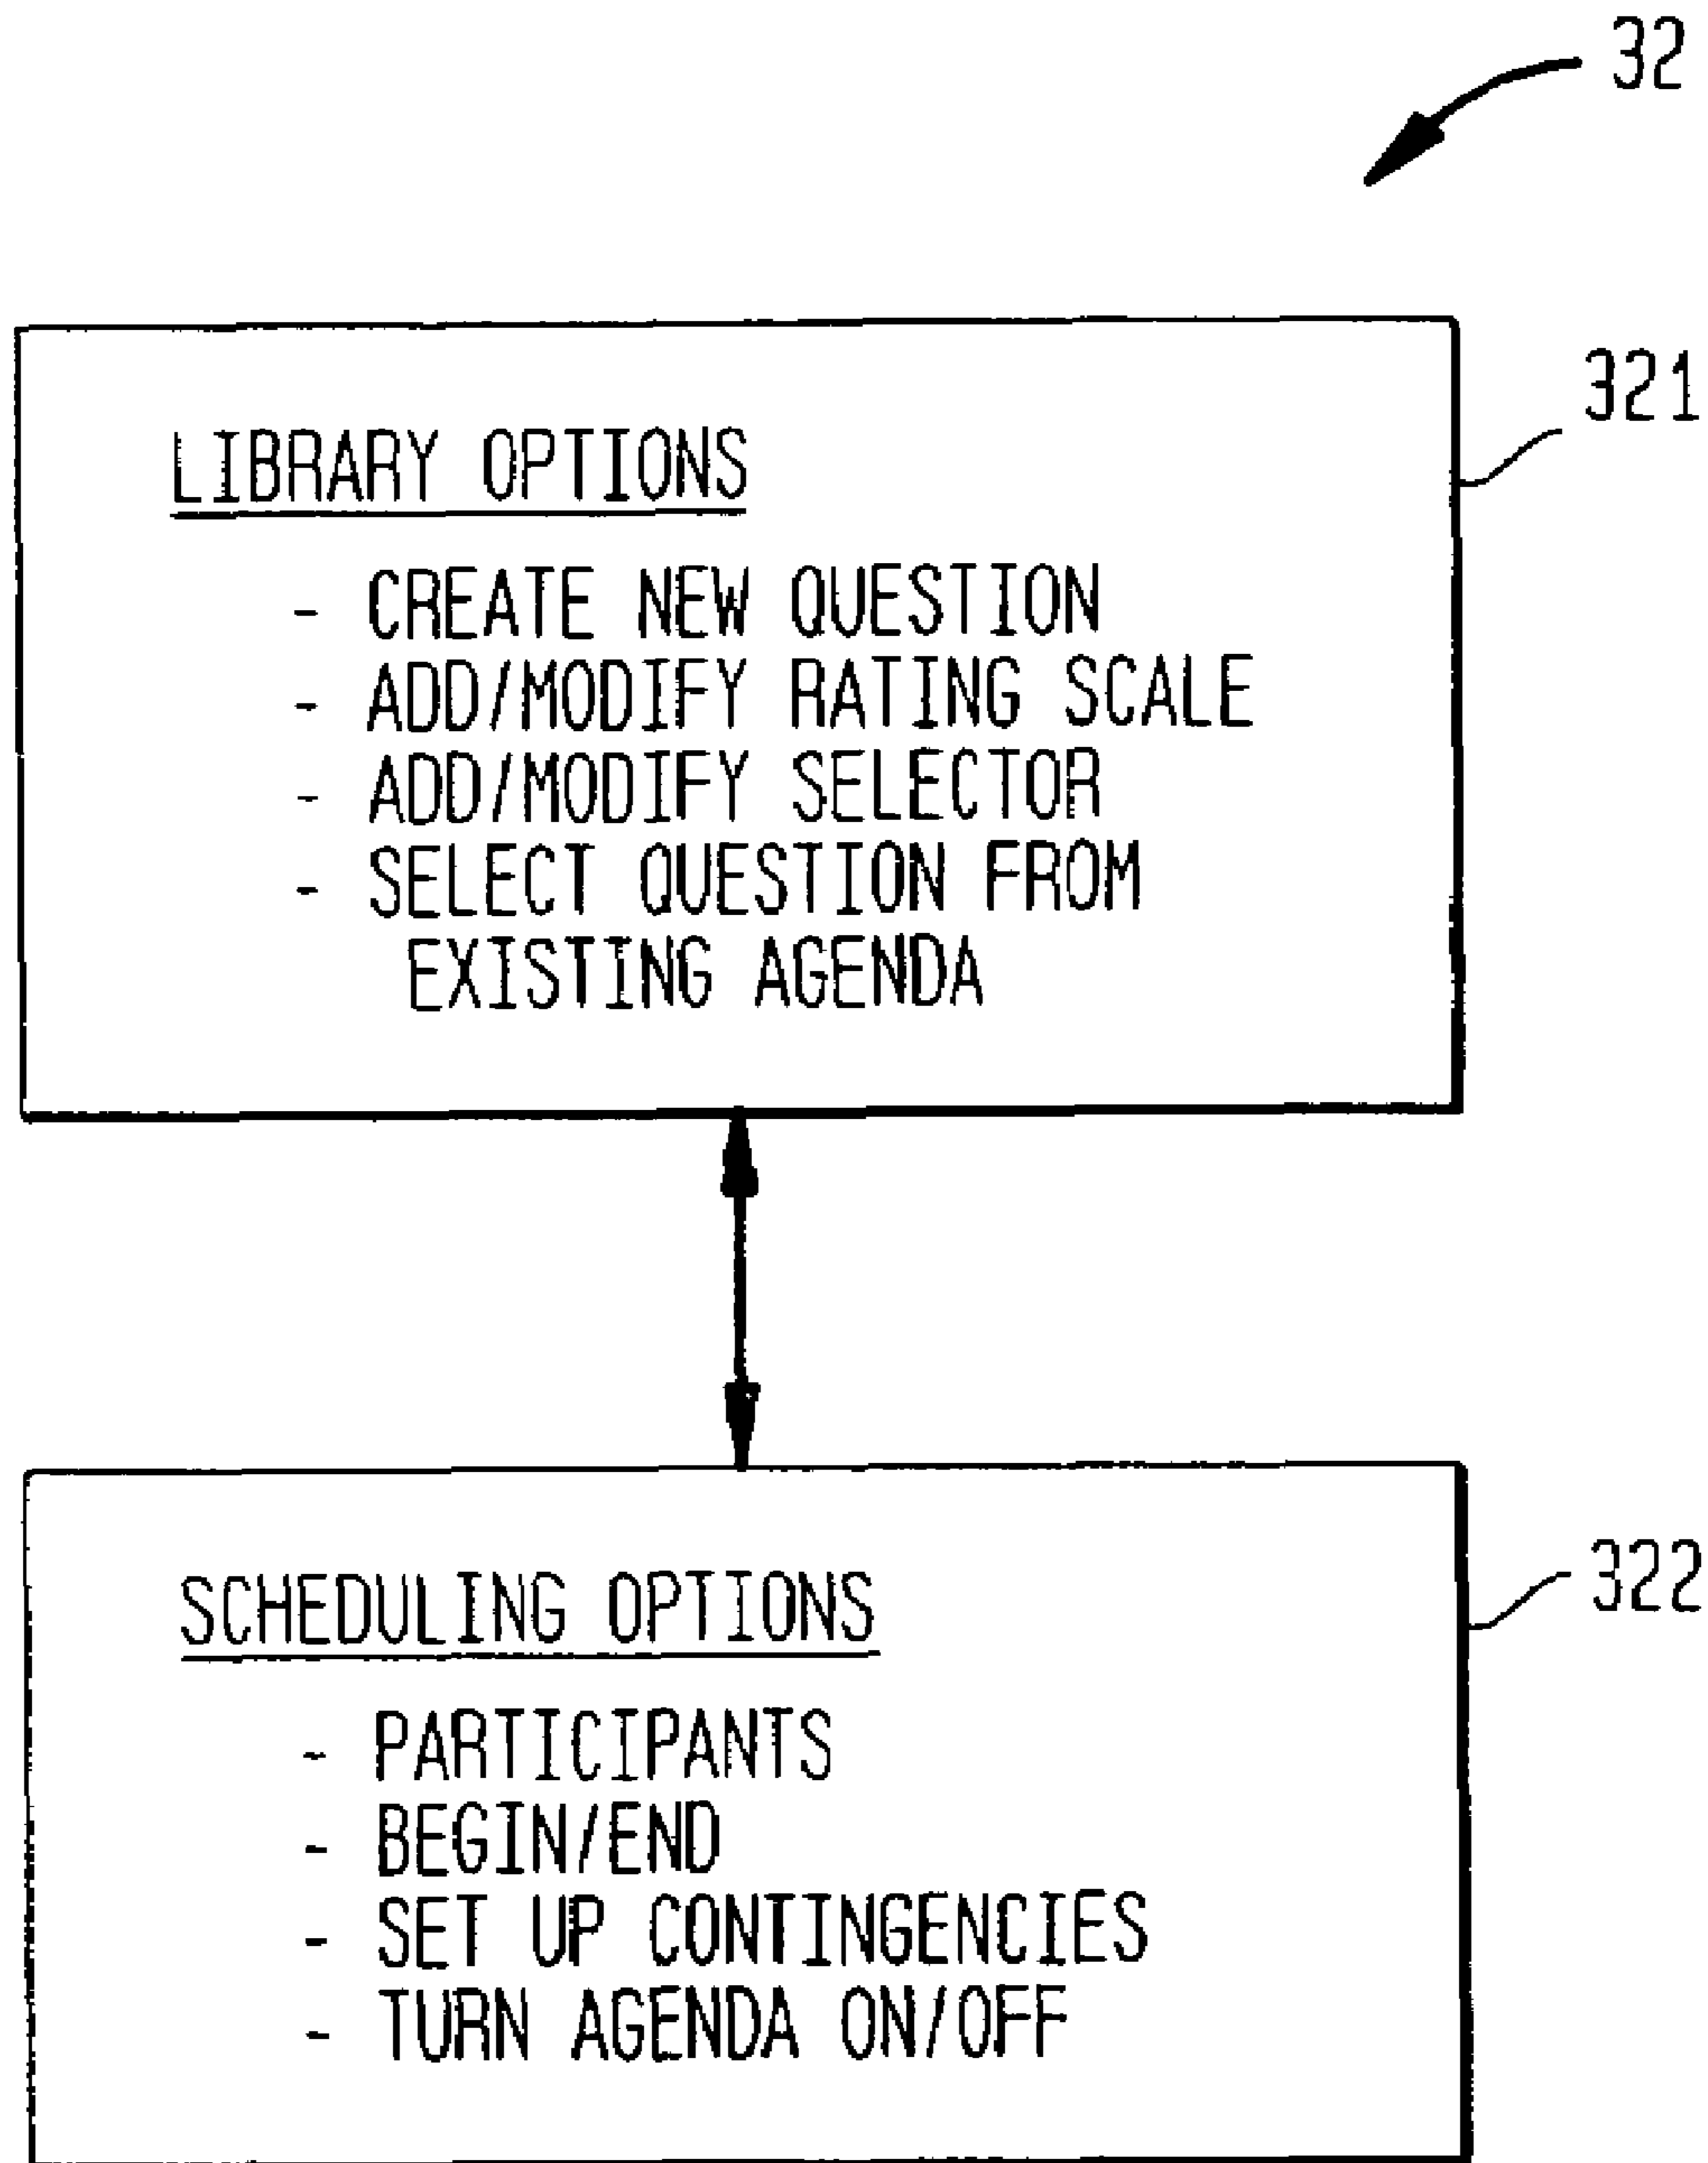 32
321
LIBRARY OPTIONS
- CREATE NEW QUESTION
- ADD/MODIFY RATING SCALE
- ADD/MODIFY SELECTOR
- SELECT QUESTION FROM
EXISTING AGENDA
322
SCHEDULING OPTIONS
- PARTICIPANTS
- BEGIN/END
- SET UP CONTINGENCIES
- TURN AGENDA ON/OFF